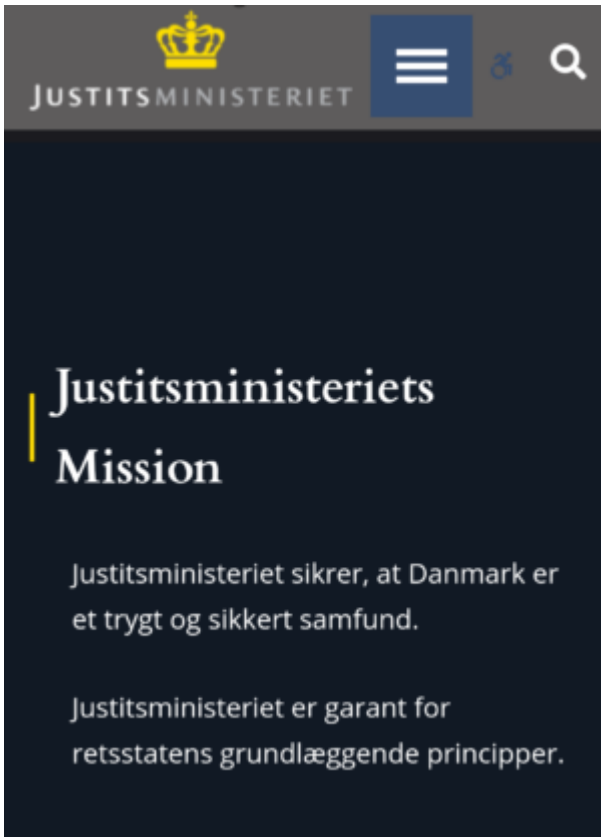 JUSTITSMINISTERIET
Justitsministeriets
Mission
Justitsministeriet sikrer, at Danmark er
et trygt og sikkert samfund.
Justitsministeriet er garant for
retsstatens grundlæggende principper.